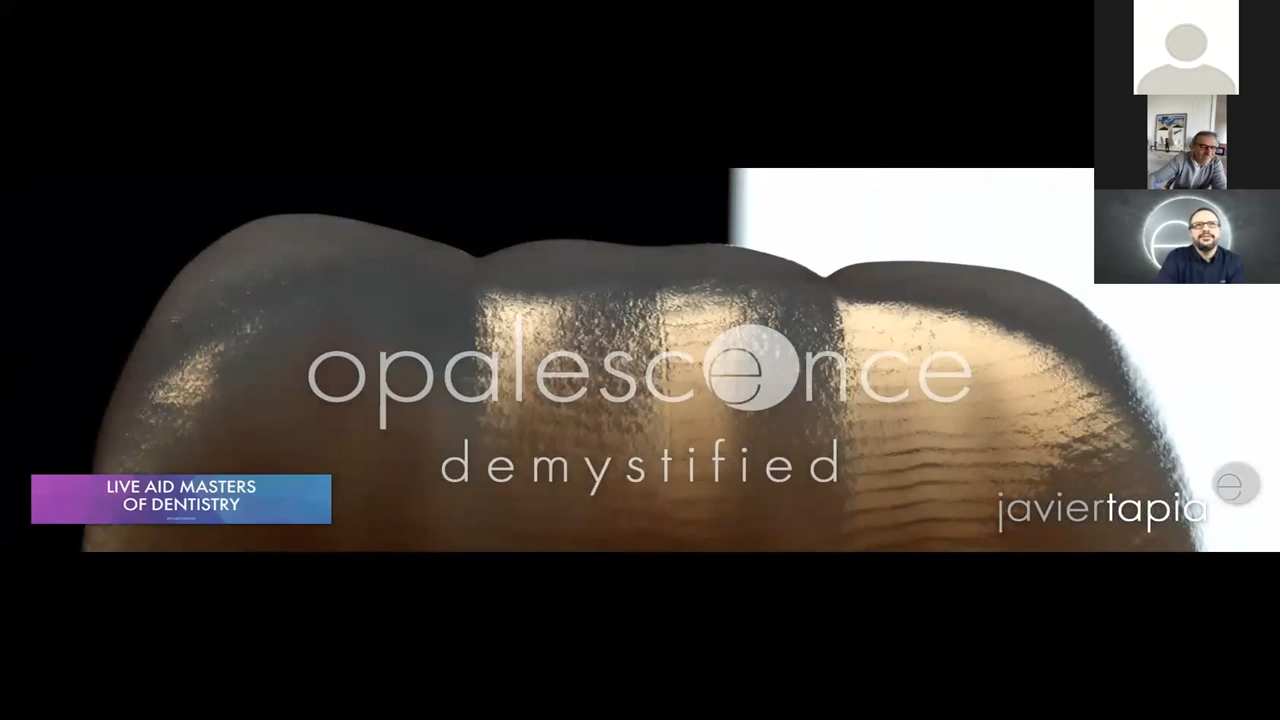 opalescence
demystified
LIVE AID MASTERS
OF DENTISTRY
javiertapia
e